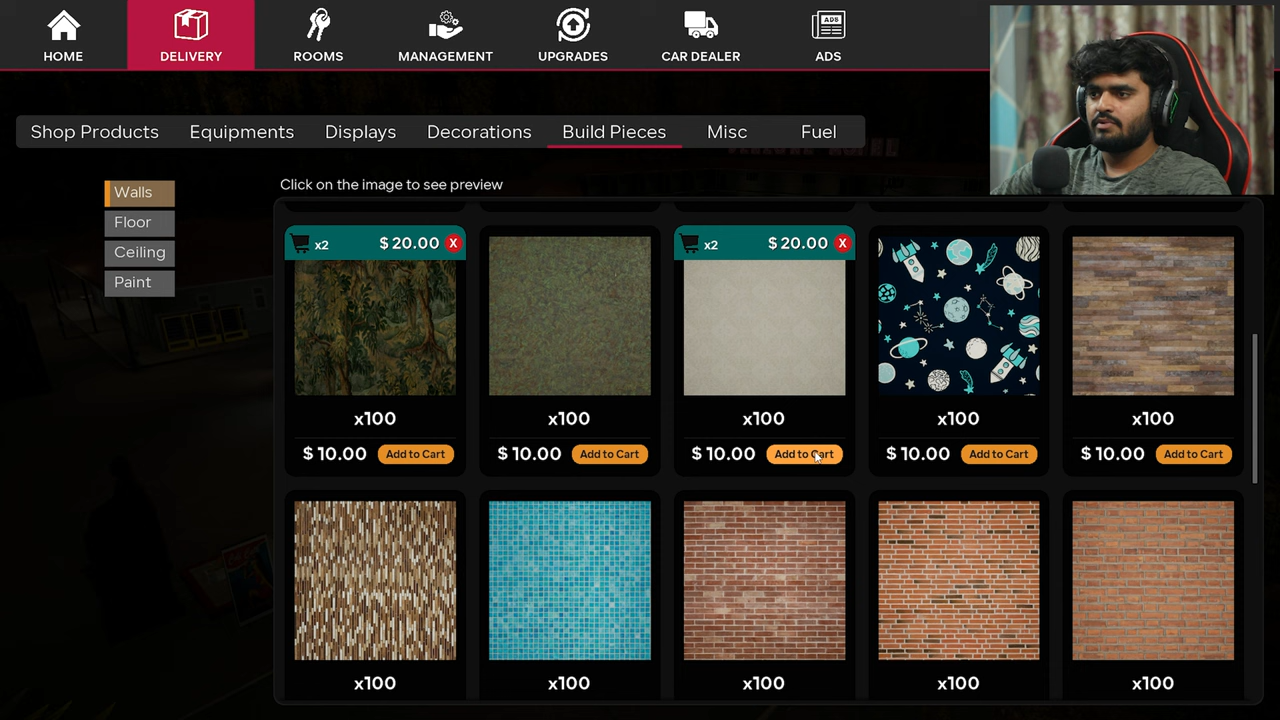 HOME
DELIVERY
ROOMS
MANAGEMENT
UPGRADES
CAR DEALER
ADS
ADS
Shop Products
Equipments
Displays
Decorations
Build Pieces
Misc
Fuel
Walls
Floor
Ceiling
Paint
Click on the image to see preview
x2 $ 20.00 X
x2 $ 20.00 X
x100 x100 x100 x100 x100
$ 10.00 Add to Cart $ 10.00 Add to Cart $ 10.00 Add to Cart $ 10.00 Add to Cart $ 10.00 Add to Cart
x100 x100 x100 x100 x100